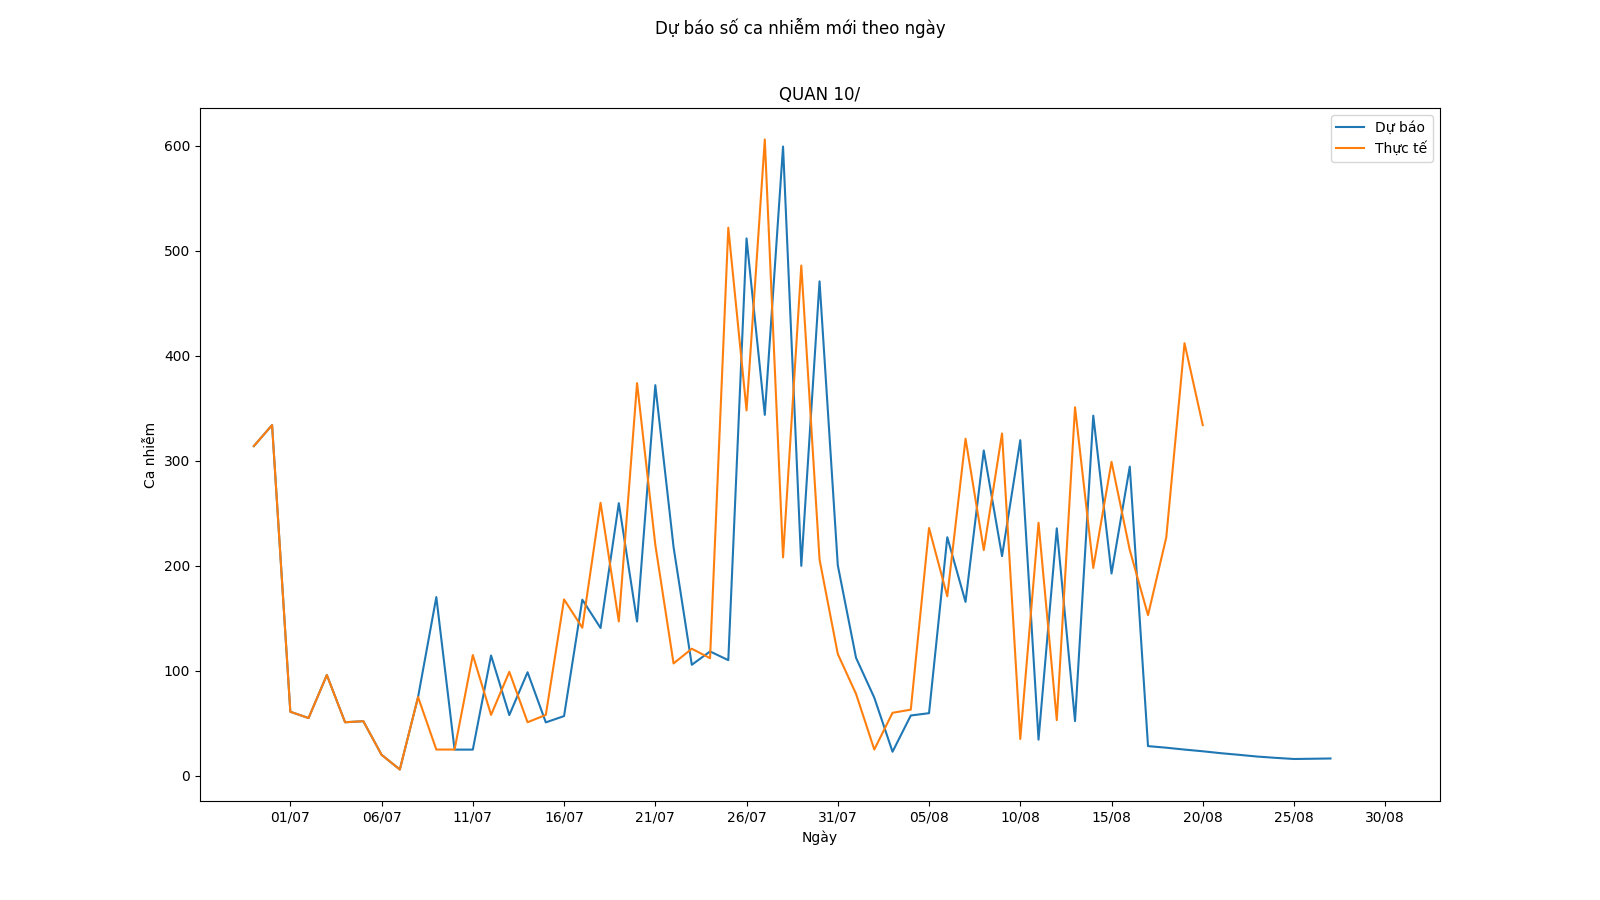 Dự báo số ca nhiễm mới theo ngày
QUAN 10/
Dự báo
Thực tế
600
500
400
300
200
100
0
Ca nhiễm
01/07 06/07 11/07 16/07 21/07 26/07 31/07 05/08 10/08 15/08 20/08 25/08 30/08
Ngày